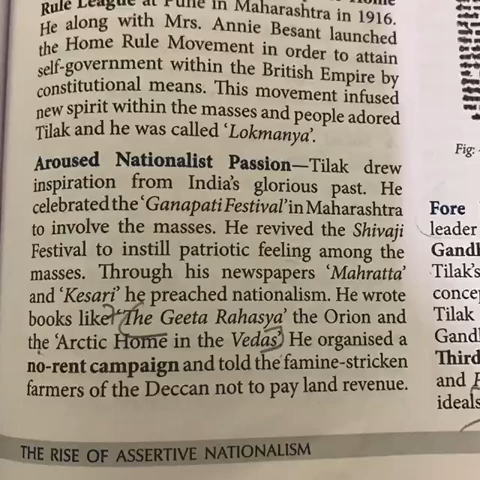 Rule League at Pune in Maharashtra in 1916.
He along with Mrs. Annie Besant launched
the Home Rule Movement in order to attain
self-government within the British Empire by
constitutional means. This movement infused
new spirit within the masses and people adored
Tilak and he was called 'Lokmanya'.
Aroused Nationalist Passion—Tilak drew
inspiration from India's glorious past. He
celebrated the 'Ganapati Festival' in Maharashtra
to involve the masses. He revived the Shivaji
Festival to instill patriotic feeling among the
masses. Through his newspapers 'Mahratta'
and 'Kesari' he preached nationalism. He wrote
books like 'The Geeta Rahasya' the Orion and
the 'Arctic Home in the Vedas'. He organised a
no-rent campaign and told the famine-stricken
farmers of the Deccan not to pay land revenue.
THE RISE OF ASSERTIVE NATIONALISM
Fig:
Fore
leader
Gandh
Tilak's
conce
Tilak
Gandh
Third
and
ideals